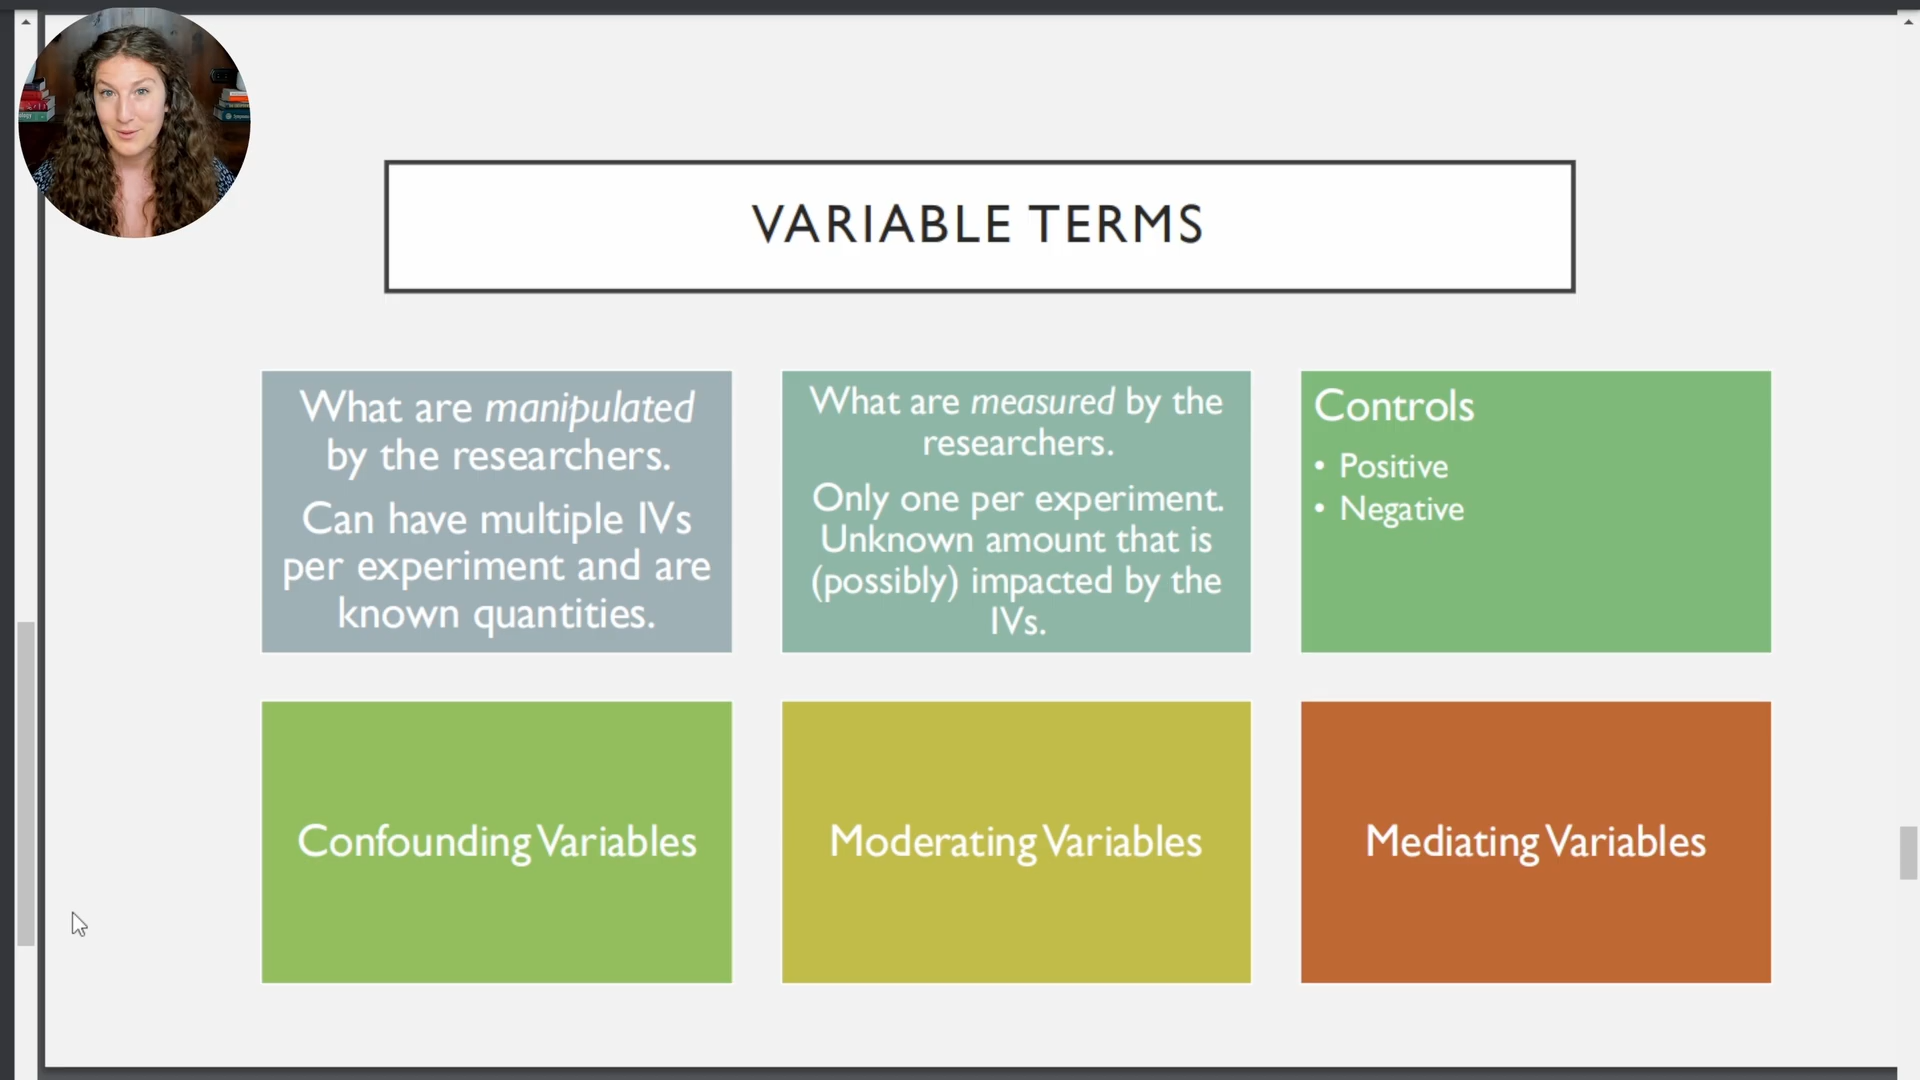 VARIABLE TERMS
What are manipulated
by the researchers.
Can have multiple IVs
per experiment and are
known quantities.
What are measured by the
researchers.
Only one per experiment.
Unknown amount that is
(possibly) impacted by the
IVs.
Controls
• Positive
• Negative
Confounding Variables
Moderating Variables
Mediating Variables